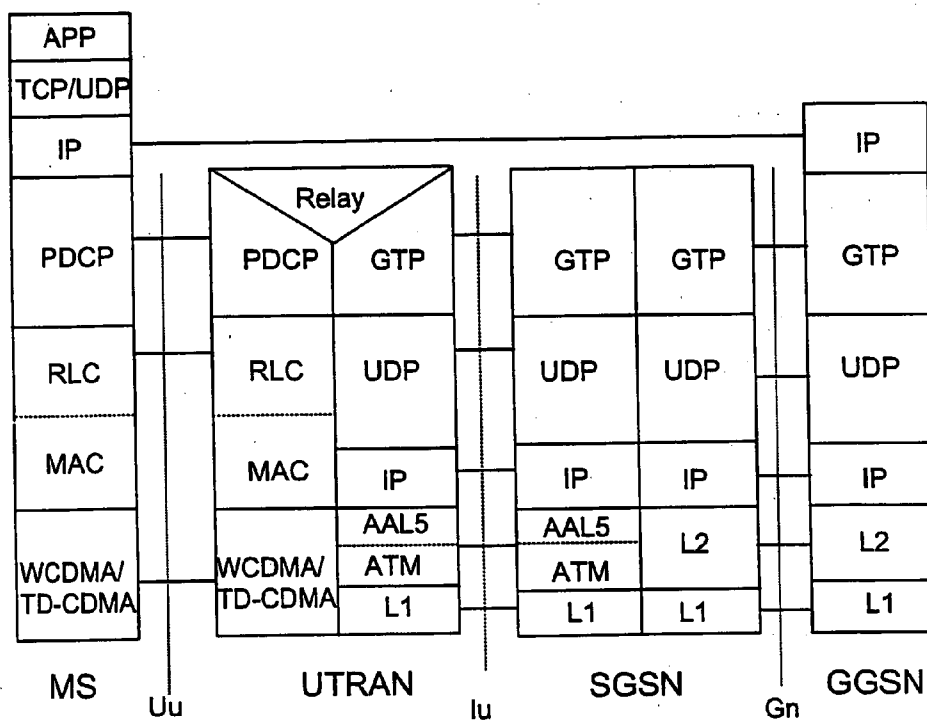 APP
TCP/UDP
IP
IP
Relay
PDCP
PDCP
GTP
GTP
GTP
GTP
RLC
RLC
UDP
UDP
UDP
UDP
MAC
MAC
IP
IP
IP
IP
WCDMA/
TD-CDMA
WCDMA/
TD-CDMA
AAL5
ATM
L1
AAL5
ATM
L1
L2
L1
L2
L1
MS
Uu
UTRAN
Iu
SGSN
Gn
GGSN